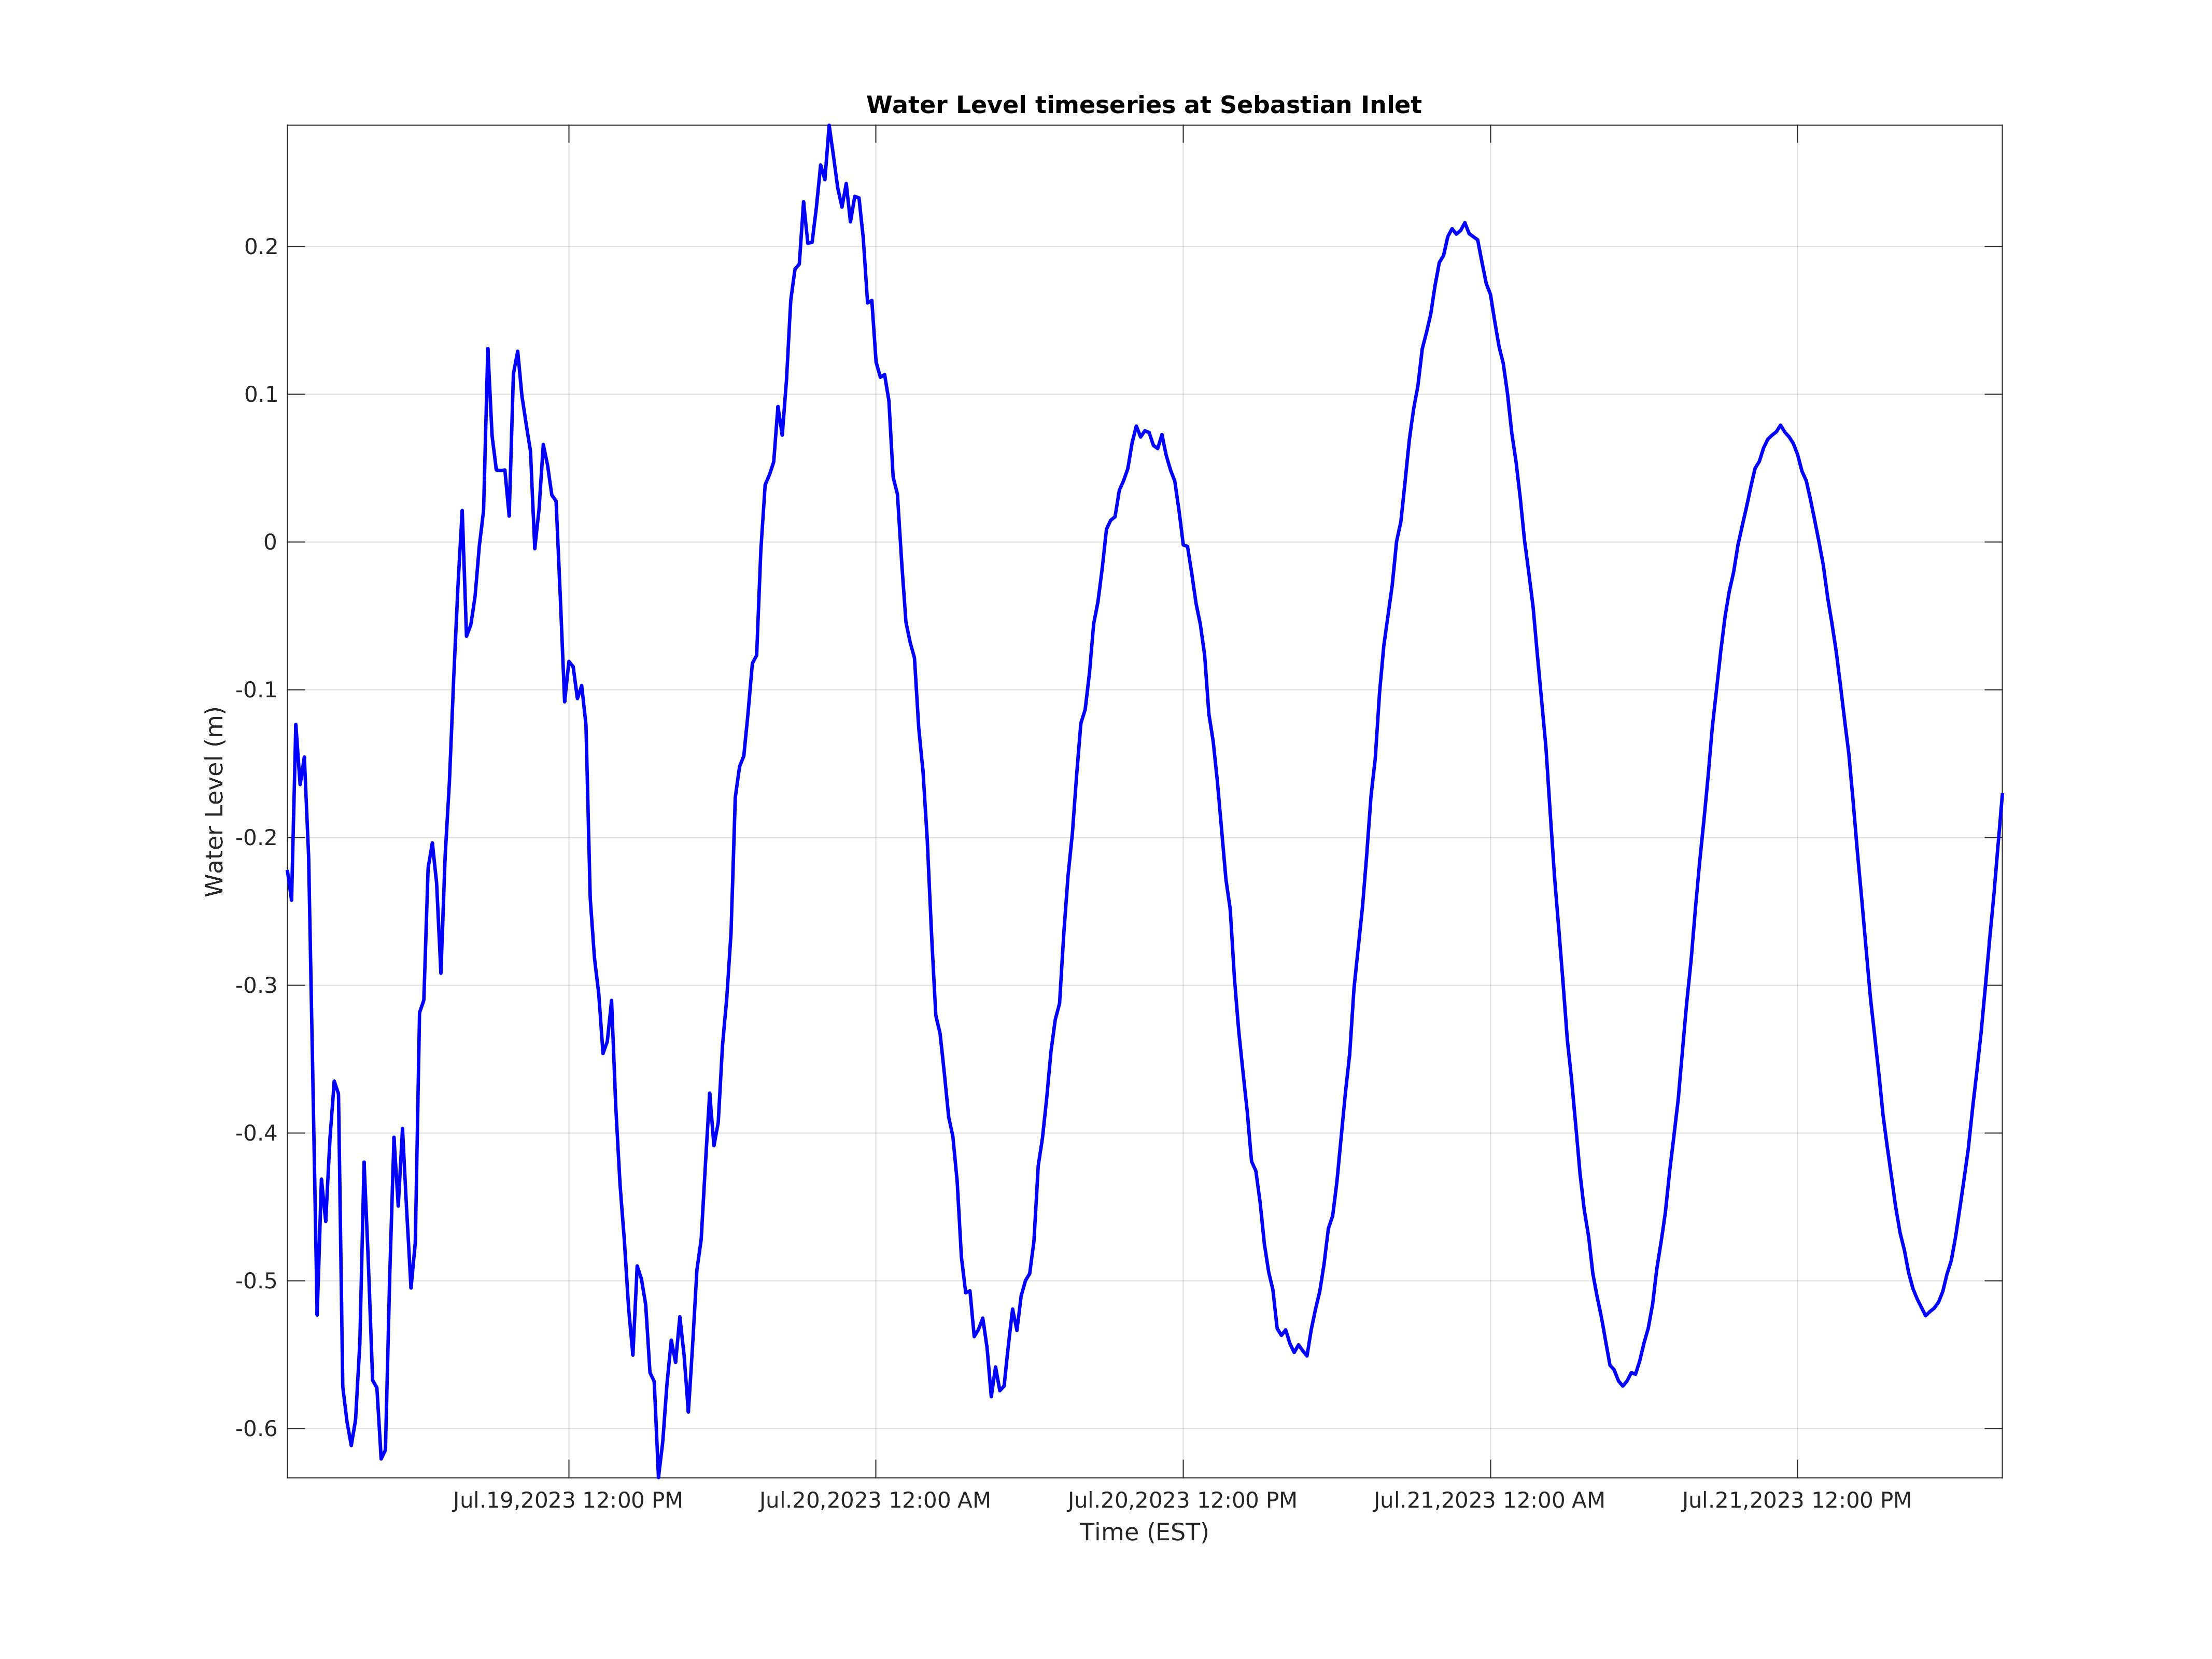 Water Level timeseries at Sebastian Inlet
0.2
0.1
0
-0.1
-0.2
-0.3
-0.4
-0.5
-0.6
Water Level (m)
Jul.19,2023 12:00 PM Jul.20,2023 12:00 AM Jul.20,2023 12:00 PM Jul.21,2023 12:00 AM Jul.21,2023 12:00 PM
Time (EST)